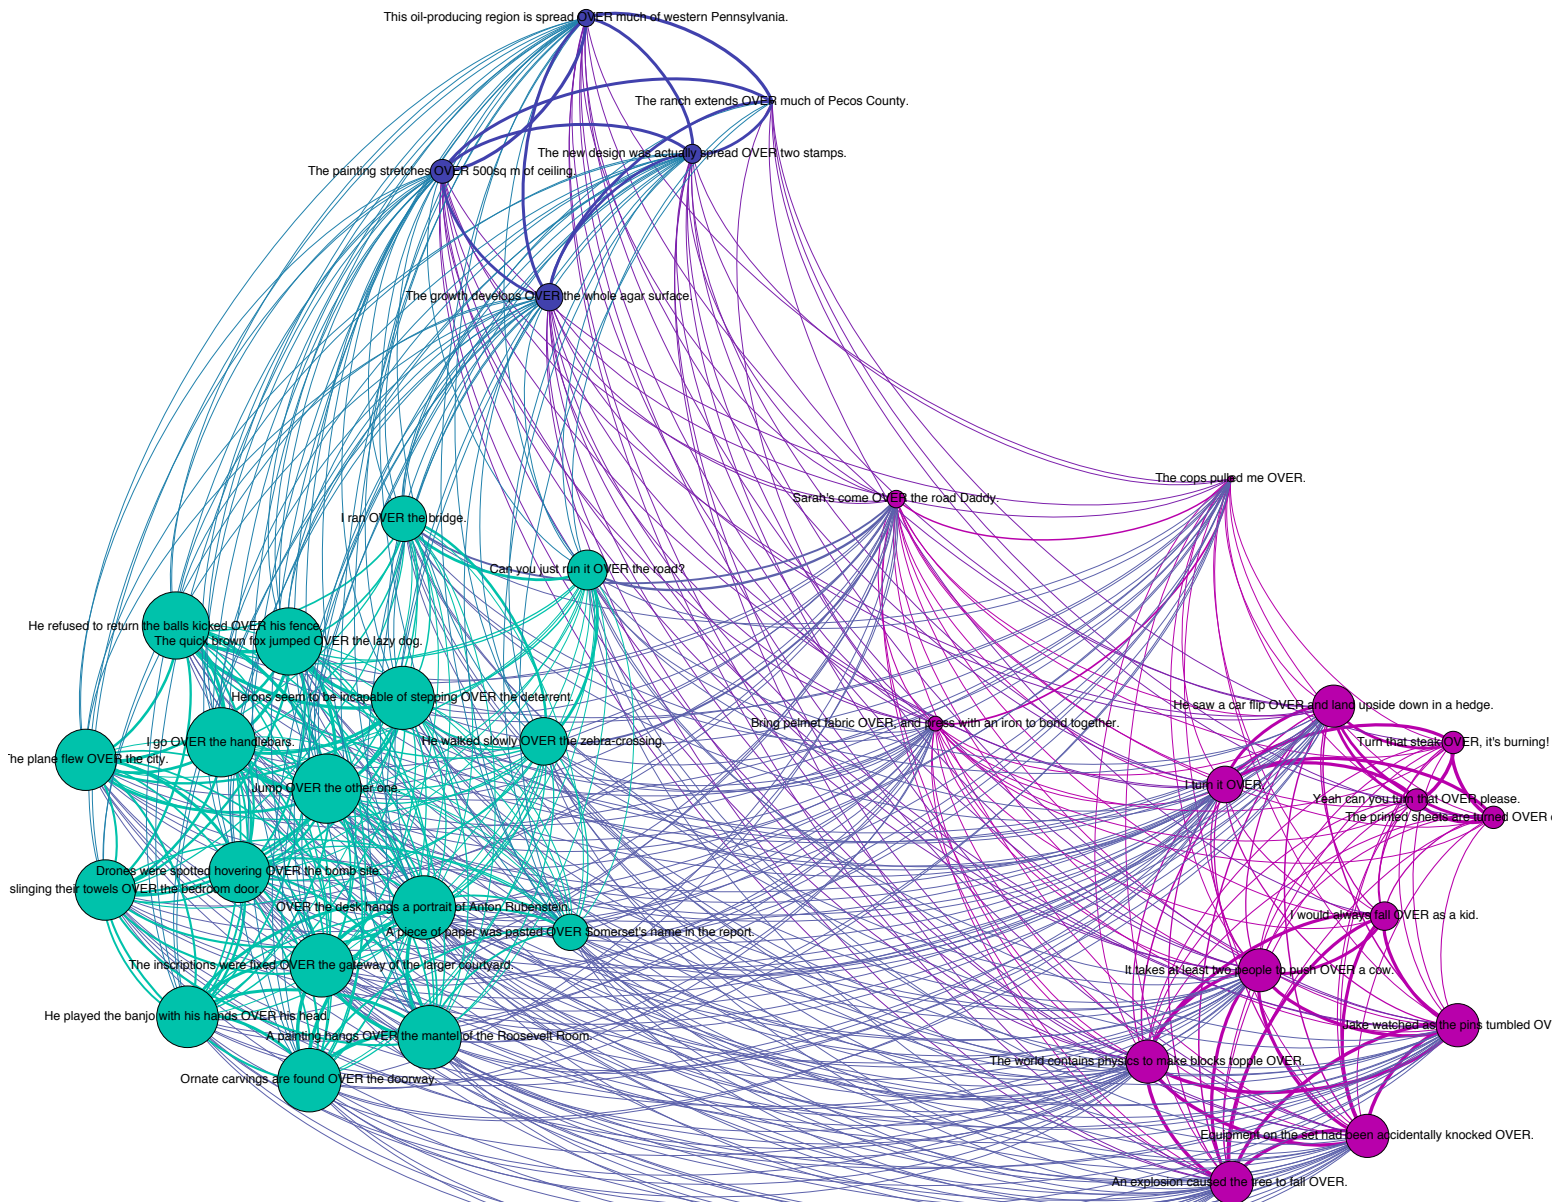 This oil-producing region is spread OVER much of western Pennsylvania.
The ranch extends OVER much of Pecos County.
The new design was actually spread OVER two stamps.
The painting stretches OVER 500sq m of ceiling.
The growth develops OVER the whole agar surface.
The cops pulled me OVER.
Sarah's come OVER the road Daddy.
I ran OVER the bridge.
Can you just run it OVER the road?
He refused to return the balls kicked OVER his fence.
The quick brown fox jumped OVER the lazy dog.
Herons seem to be incapable of stepping OVER the deterrent.
He saw a car flip OVER and land upside down in a hedge.
Bring pelmet fabric OVER, and press with an iron to bond together.
I go OVER the handlebars.
He walked slowly OVER the zebra-crossing.
Turn that steak OVER, it's burning!
he plane flew OVER the city.
Jump OVER the other one.
I turn it OVER.
Yeah can you turn that OVER please.
The printed sheets are turned OVER
Drones were spotted hovering OVER the bomb site.
slinging their towels OVER the bedroom door.
OVER the desk hangs a portrait of Anton Rubenstein.
I would always fall OVER as a kid.
A piece of paper was pasted OVER Somerset's name in the report.
The inscriptions were fixed OVER the gateway of the larger courtyard.
It takes at least two people to push OVER a cow.
He played the banjo with his hands OVER his head.
Jake watched as the pins tumbled OV
A painting hangs OVER the mantel of the Roosevelt Room.
The world contains physics to make blocks topple OVER.
Ornate carvings are found OVER the doorway.
Equipment on the set had been accidentally knocked OVER.
An explosion caused the tree to fall OVER.